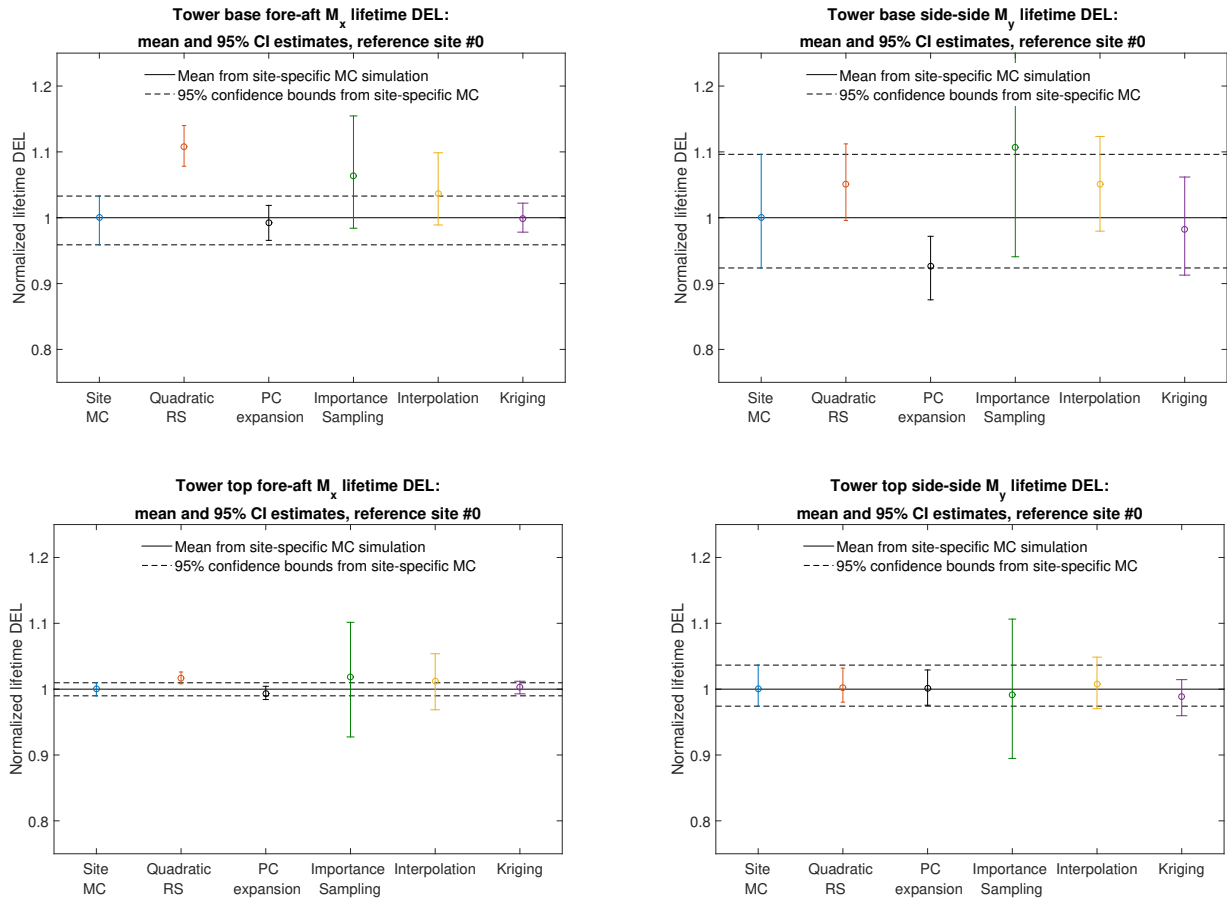 Tower base fore-aft Mx lifetime DEL:
mean and 95% CI estimates, reference site #0
Mean from site-specific MC simulation
95% confidence bounds from site-specific MC
1.2
1.1
1
0.9
0.8
Normalized lifetime DEL
Site
MC
Quadratic
RS
PC
expansion
Importance
Sampling
Interpolation
Kriging
Tower base side-side My lifetime DEL:
mean and 95% CI estimates, reference site #0
Mean from site-specific MC simulation
95% confidence bounds from site-specific MC
1.2
1.1
1
0.9
0.8
Normalized lifetime DEL
Site
MC
Quadratic
RS
PC
expansion
Importance
Sampling
Interpolation
Kriging
Tower top fore-aft Mx lifetime DEL:
mean and 95% CI estimates, reference site #0
Mean from site-specific MC simulation
95% confidence bounds from site-specific MC
1.2
1.1
1
0.9
0.8
Normalized lifetime DEL
Site
MC
Quadratic
RS
PC
expansion
Importance
Sampling
Interpolation
Kriging
Tower top side-side My lifetime DEL:
mean and 95% CI estimates, reference site #0
Mean from site-specific MC simulation
95% confidence bounds from site-specific MC
1.2
1.1
1
0.9
0.8
Normalized lifetime DEL
Site
MC
Quadratic
RS
PC
expansion
Importance
Sampling
Interpolation
Kriging